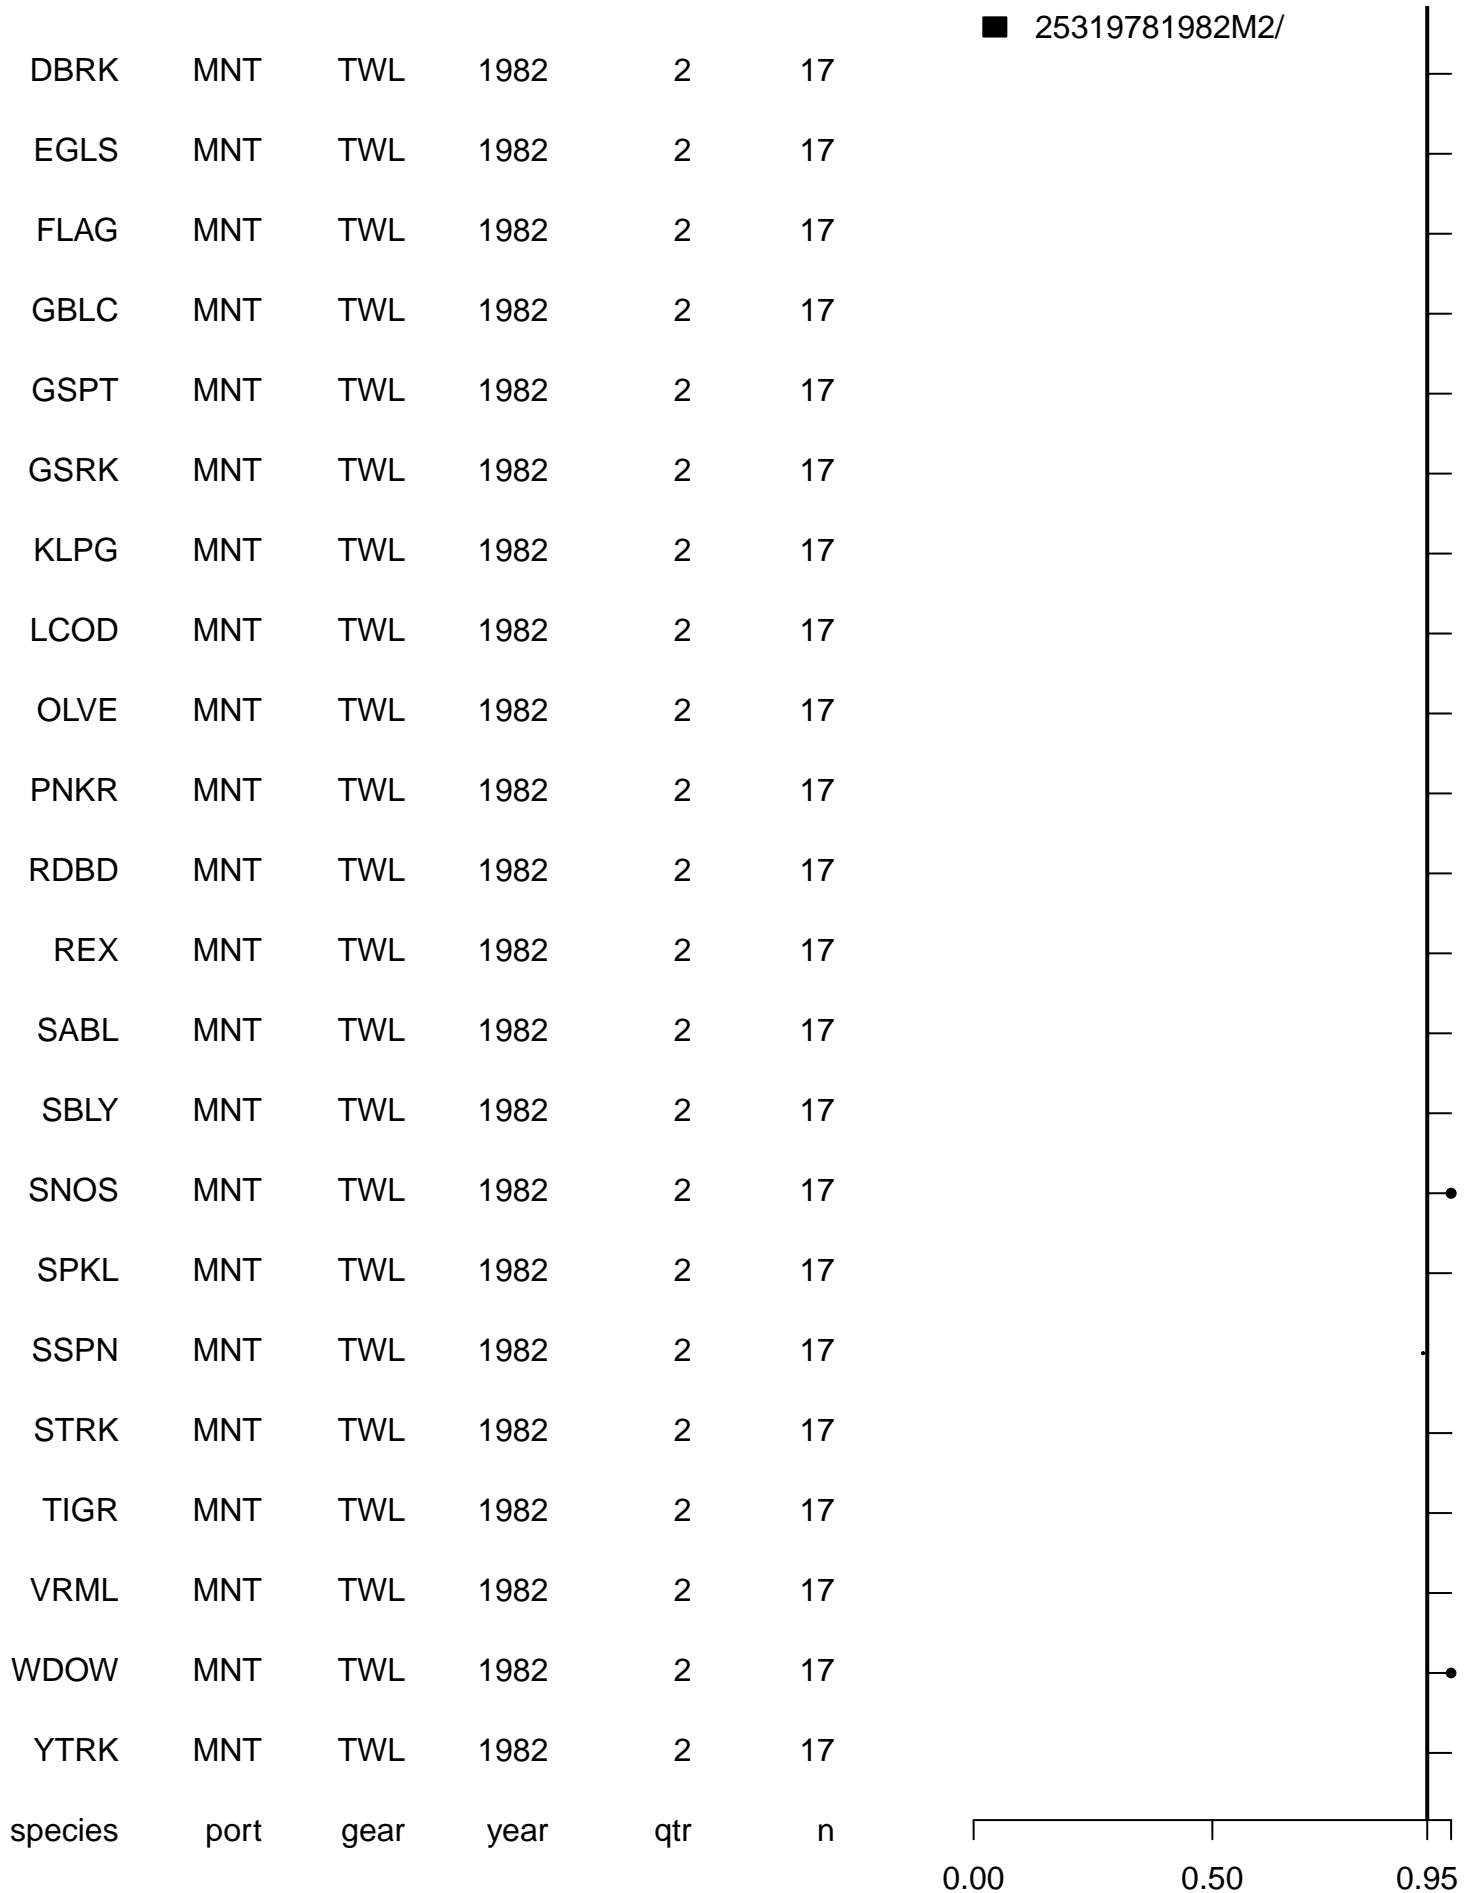 25319781982M2/
DBRK MNT TWL 1982 2 17
EGLS MNT TWL 1982 2 17
FLAG MNT TWL 1982 2 17
GBLC MNT TWL 1982 2 17
GSPT MNT TWL 1982 2 17
GSRK MNT TWL 1982 2 17
KLPG MNT TWL 1982 2 17
LCOD MNT TWL 1982 2 17
OLVE MNT TWL 1982 2 17
PNKR MNT TWL 1982 2 17
RDBD MNT TWL 1982 2 17
REX MNT TWL 1982 2 17
SABL MNT TWL 1982 2 17
SBLY MNT TWL 1982 2 17
SNOS MNT TWL 1982 2 17
SPKL MNT TWL 1982 2 17
SSPN MNT TWL 1982 2 17
STRK MNT TWL 1982 2 17
TIGR MNT TWL 1982 2 17
VRML MNT TWL 1982 2 17
WDOW MNT TWL 1982 2 17
YTRK MNT TWL 1982 2 17
species port gear year qtr n
0.00 0.50 0.95